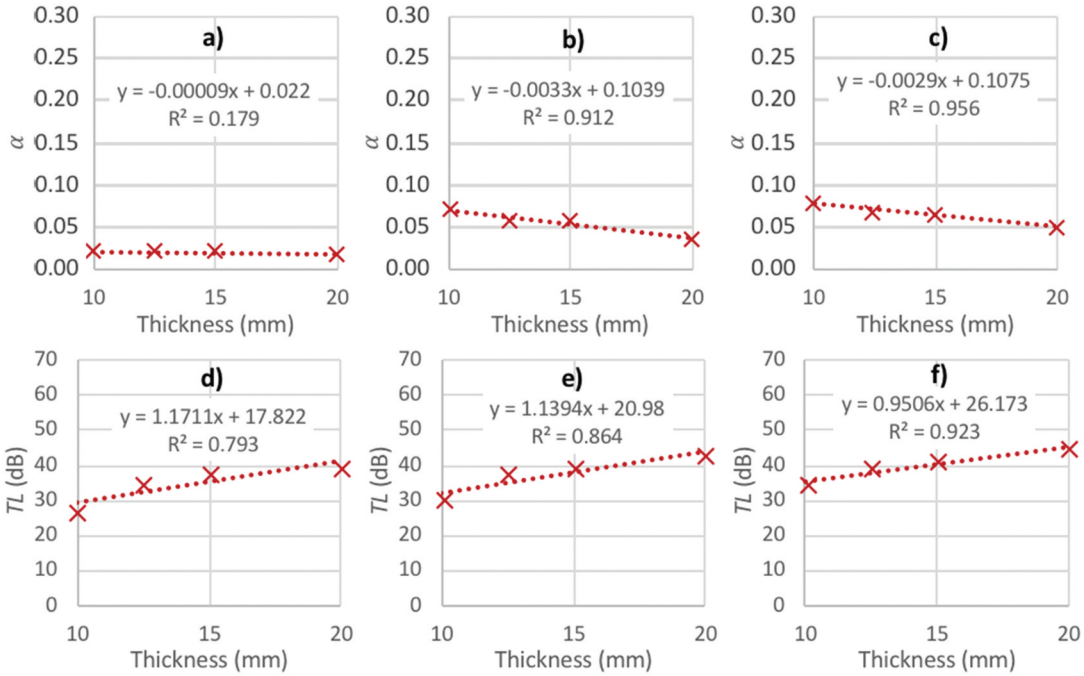 a)
y = -0.00009x + 0.022
R² = 0.179
α
0.30
0.25
0.20
0.15
0.10
0.05
0.00
10 15 20
Thickness (mm)
b)
y = -0.0033x + 0.1039
R² = 0.912
α
0.30
0.25
0.20
0.15
0.10
0.05
0.00
10 15 20
Thickness (mm)
c)
y = -0.0029x + 0.1075
R² = 0.956
α
0.30
0.25
0.20
0.15
0.10
0.05
0.00
10 15 20
Thickness (mm)
d)
y = 1.1711x + 17.822
R² = 0.793
TL (dB)
70
60
50
40
30
20
10
0
10 15 20
Thickness (mm)
e)
y = 1.1394x + 20.98
R² = 0.864
TL (dB)
70
60
50
40
30
20
10
0
10 15 20
Thickness (mm)
f)
y = 0.9506x + 26.173
R² = 0.923
TL (dB)
70
60
50
40
30
20
10
0
10 15 20
Thickness (mm)